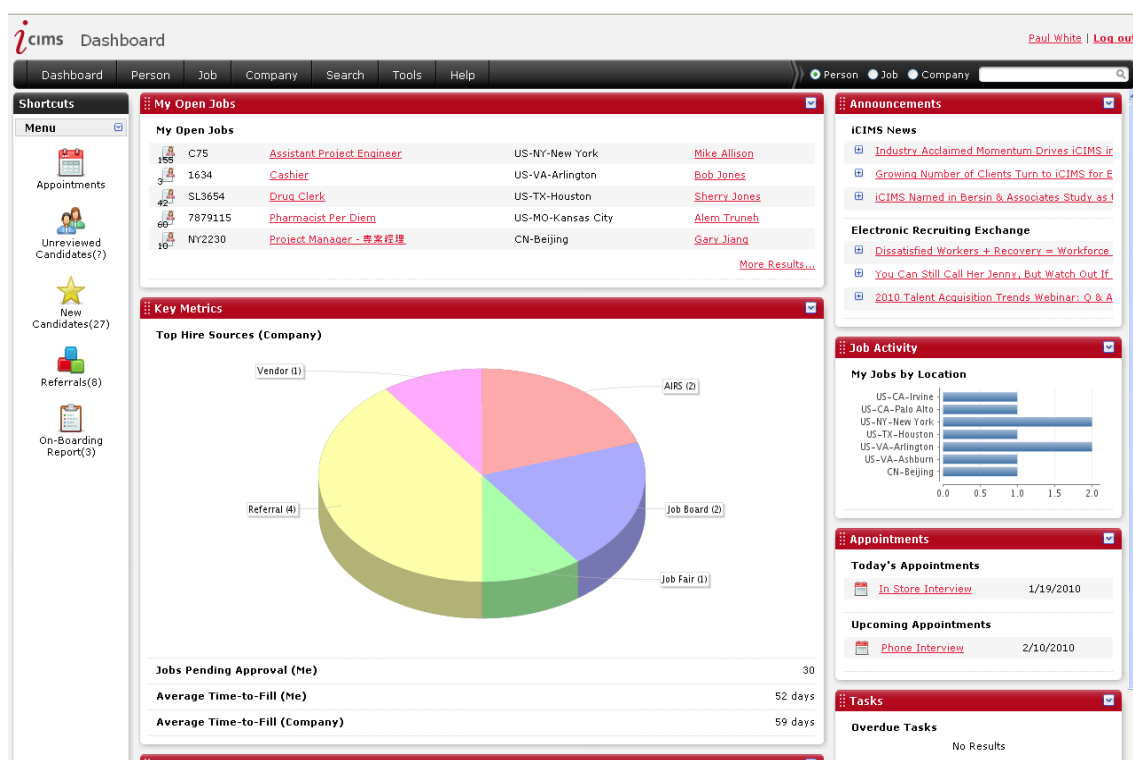 icims Dashboard
Paul White | Log out
Dashboard Person Job Company Search Tools Help
Person Job Company
Shortcuts
Menu
Appointments
Unreviewed
Candidates(?)
New
Candidates(27)
Referrals(8)
On-Boarding
Report(3)
My Open Jobs
My Open Jobs
155 C75 Assistant Project Engineer US-NY-New York Mike Allison
3 1634 Cashier US-VA-Arlington Bob Jones
42 SL3654 Drug Clerk US-TX-Houston Sherry Jones
60 7879115 Pharmacist Per Diem US-MO-Kansas City Alem Truneh
10 NY2230 Project Manager - 專案經理 CN-Beijing Gary Jiang
More Results...
Key Metrics
Top Hire Sources (Company)
Vendor (1)
AIRS (2)
Referral (4)
Job Board (2)
Job Fair (1)
Jobs Pending Approval (Me) 30
Average Time-to-Fill (Me) 52 days
Average Time-to-Fill (Company) 59 days
Announcements
iCIMS News
Industry Acclaimed Momentum Drives iCIMS in
Growing Number of Clients Turn to iCIMS for E
iCIMS Named in Bersin & Associates Study as t
Electronic Recruiting Exchange
Dissatisfied Workers + Recovery = Workforce
You Can Still Call Her Jenny, But Watch Out If
2010 Talent Acquisition Trends Webinar: Q & A
Job Activity
My Jobs by Location
US-CA-Irvine
US-CA-Palo Alto
US-NY-New York
US-TX-Houston
US-VA-Arlington
US-VA-Ashburn
CN-Beijing
0.0 0.5 1.0 1.5 2.0
Appointments
Today's Appointments
In Store Interview 1/19/2010
Upcoming Appointments
Phone Interview 2/10/2010
Tasks
Overdue Tasks
No Results